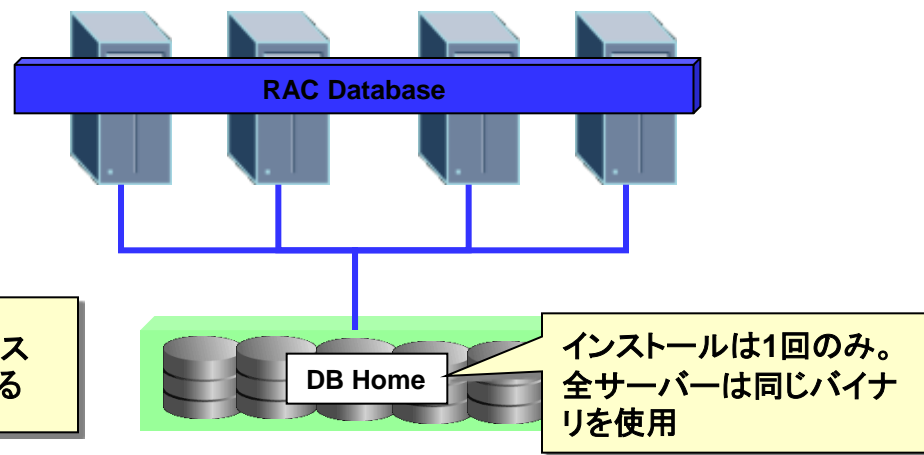 RAC Database
ス
る
DB Home
インストールは1回のみ。
全サーバーは同じバイナ
リを使用